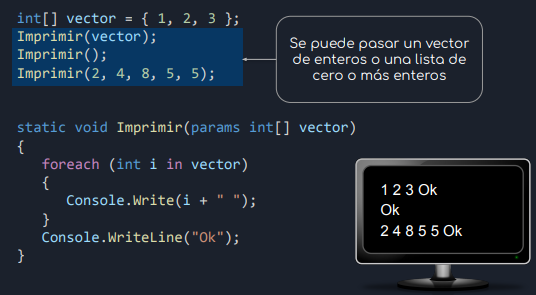 int[] vector = { 1, 2, 3 };
Imprimir(vector);
Imprimir();
Imprimir(2, 4, 8, 5, 5);
Se puede pasar un vector
de enteros o una lista de
cero o más enteros
static void Imprimir(params int[] vector)
{
foreach (int i in vector)
{
Console.Write(i + " ");
}
Console.WriteLine("Ok");
}
1 2 3 Ok
Ok
2 4 8 5 5 Ok